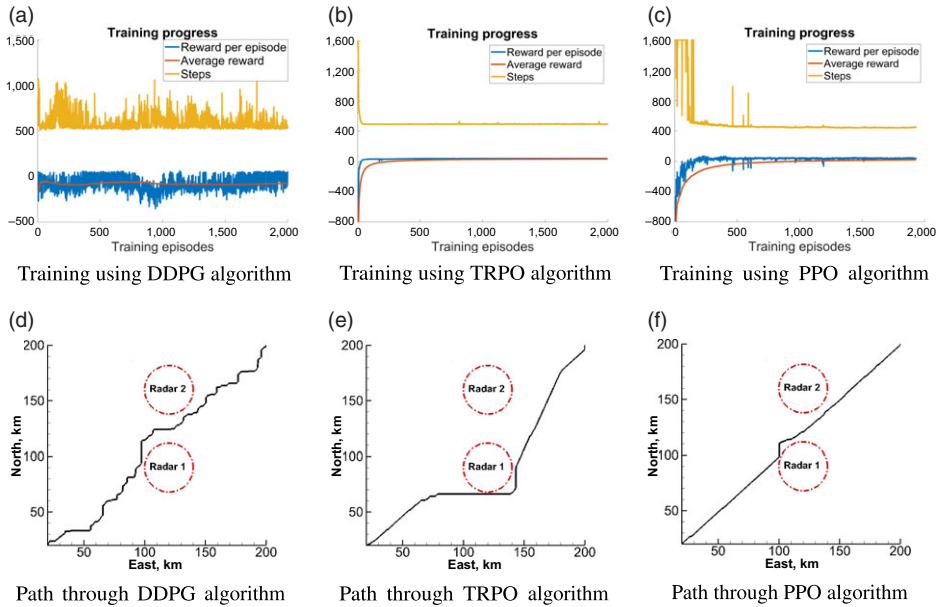 (a)
Training progress
1,500
1,000
500
0
−500
Reward per episode
Average reward
Steps
0
500
1,000
1,500
2,000
Training episodes
Training using DDPG algorithm
(b)
Training progress
1,600
1,200
800
400
0
−400
−800
Reward per episode
Average reward
Steps
0
500
1,000
1,500
2,000
Training episodes
Training using TRPO algorithm
(c)
Training progress
1,600
1,200
800
400
0
−400
−800
Reward per episode
Average reward
Steps
0
500
1,000
1,500
2,000
Training episodes
Training using PPO algorithm
(d)
North, km
200
150
100
50
Radar 2
Radar 1
50
100
150
200
East, km
Path through DDPG algorithm
(e)
North, km
200
150
100
50
Radar 2
Radar 1
50
100
150
200
East, km
Path through TRPO algorithm
(f)
North, km
200
150
100
50
Radar 2
Radar 1
50
100
150
200
East, km
Path through PPO algorithm